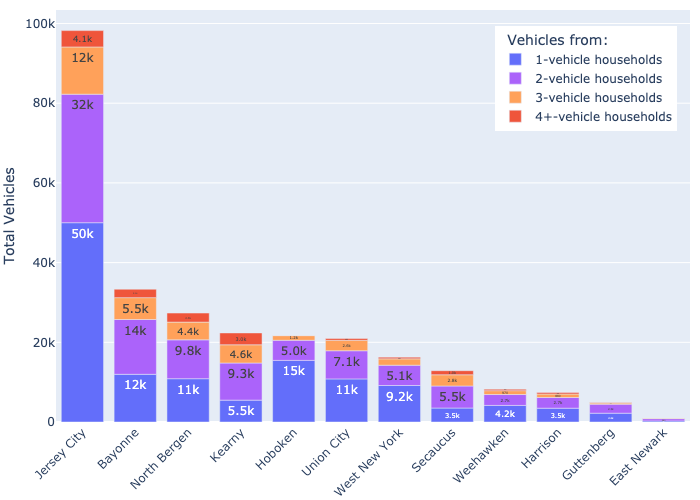 100k
80k
60k
40k
20k
0
Total Vehicles
Vehicles from:
1-vehicle households
2-vehicle households
3-vehicle households
4+-vehicle households
4.1k
12k
32k
50k
5.5k
14k
12k
4.4k
9.8k
11k
4.6k
9.3k
5.5k
5.0k
15k
7.1k
11k
5.1k
9.2k
2.8k
5.5k
3.5k
4.2k
3.5k
Jersey City
Bayonne
North Bergen
Kearny
Hoboken
Union City
West New York
Secaucus
Weehawken
Harrison
Guttenberg
East Newark